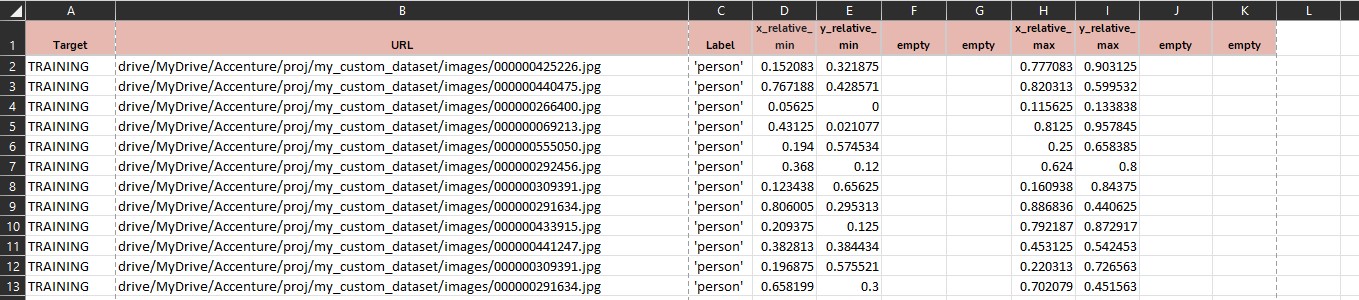 A B C D E F G H I J K L
1 Target URL Label x_relative_min y_relative_min empty empty x_relative_max y_relative_max empty empty
2 TRAINING drive/MyDrive/Accenture/proj/my_custom_dataset/images/000000425226.jpg 'person' 0.152083 0.321875 0.777083 0.903125
3 TRAINING drive/MyDrive/Accenture/proj/my_custom_dataset/images/000000440475.jpg 'person' 0.767188 0.428571 0.820313 0.599532
4 TRAINING drive/MyDrive/Accenture/proj/my_custom_dataset/images/000000266400.jpg 'person' 0.05625 0 0.115625 0.133838
5 TRAINING drive/MyDrive/Accenture/proj/my_custom_dataset/images/000000069213.jpg 'person' 0.43125 0.021077 0.8125 0.957845
6 TRAINING drive/MyDrive/Accenture/proj/my_custom_dataset/images/000000555050.jpg 'person' 0.194 0.574534 0.25 0.658385
7 TRAINING drive/MyDrive/Accenture/proj/my_custom_dataset/images/000000292456.jpg 'person' 0.368 0.12 0.624 0.8
8 TRAINING drive/MyDrive/Accenture/proj/my_custom_dataset/images/000000309391.jpg 'person' 0.123438 0.65625 0.160938 0.84375
9 TRAINING drive/MyDrive/Accenture/proj/my_custom_dataset/images/000000291634.jpg 'person' 0.806005 0.295313 0.886836 0.440625
10 TRAINING drive/MyDrive/Accenture/proj/my_custom_dataset/images/000000433915.jpg 'person' 0.209375 0.125 0.792187 0.872917
11 TRAINING drive/MyDrive/Accenture/proj/my_custom_dataset/images/000000441247.jpg 'person' 0.382813 0.384434 0.453125 0.542453
12 TRAINING drive/MyDrive/Accenture/proj/my_custom_dataset/images/000000309391.jpg 'person' 0.196875 0.575521 0.220313 0.726563
13 TRAINING drive/MyDrive/Accenture/proj/my_custom_dataset/images/000000291634.jpg 'person' 0.658199 0.3 0.702079 0.451563